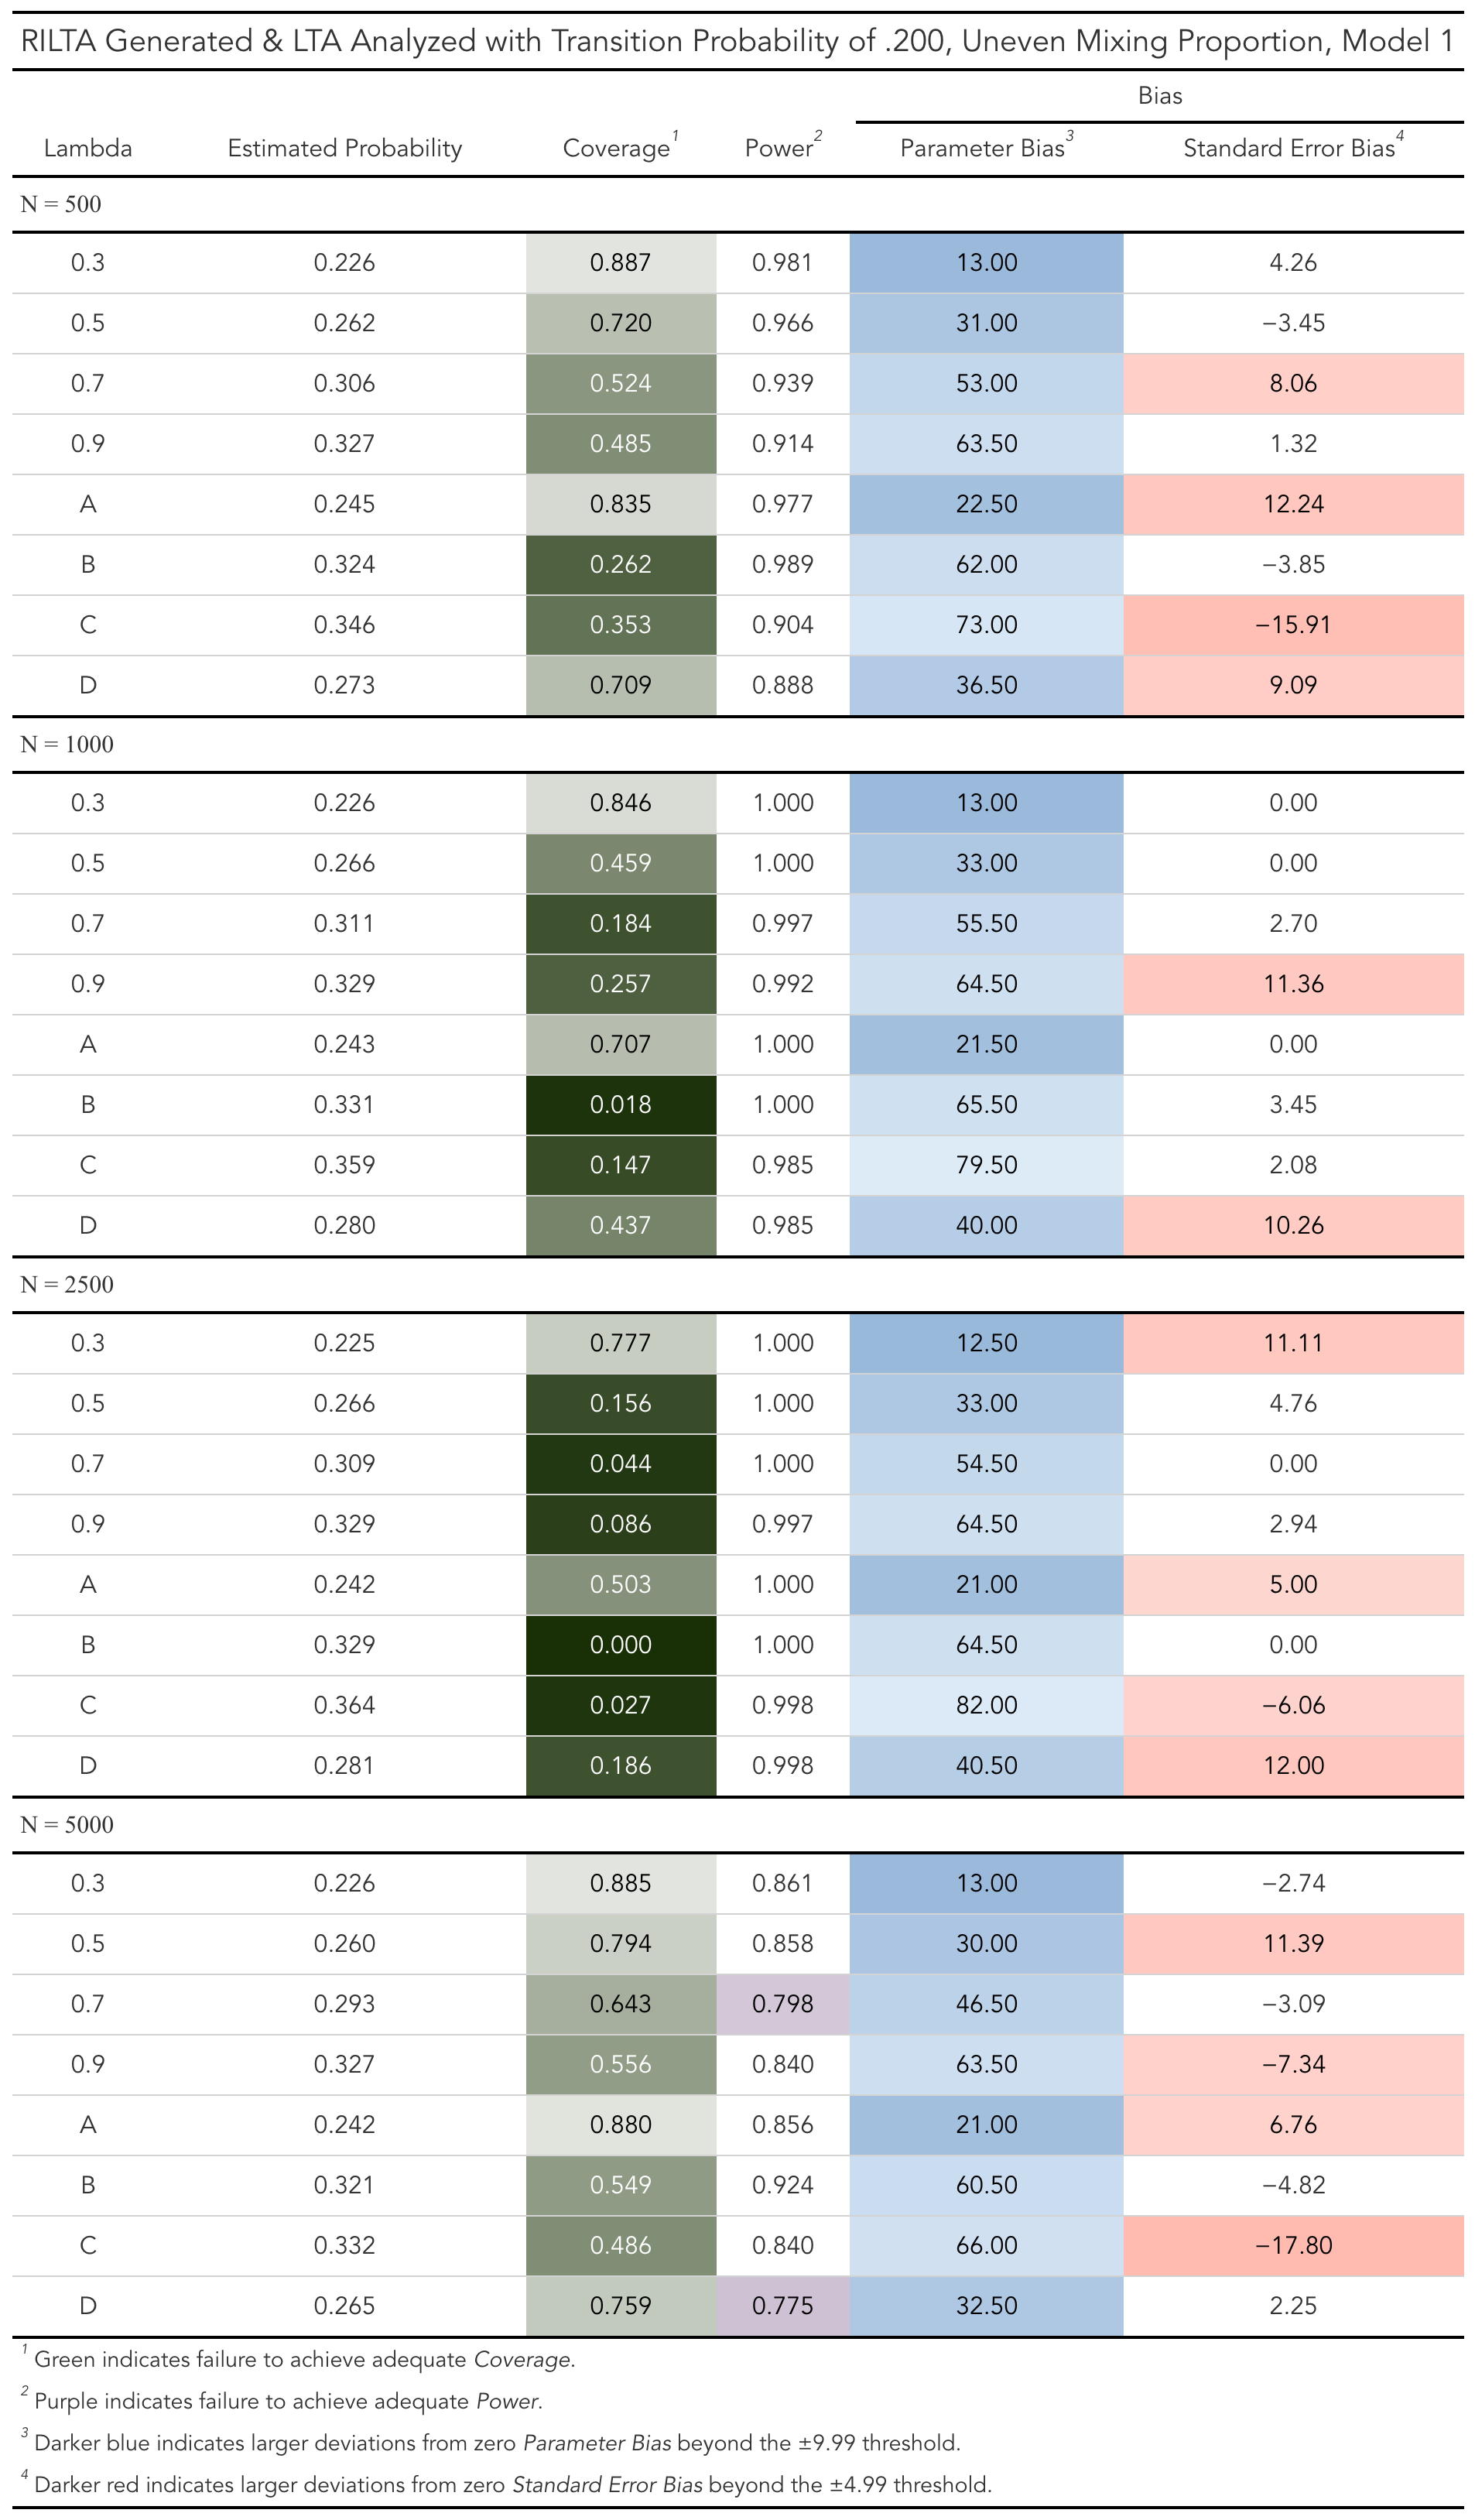 RILTA Generated & LTA Analyzed with Transition Probability of .200, Uneven Mixing Proportion, Model 1
Bias
Lambda Estimated Probability Coverage1 Power2 Parameter Bias3 Standard Error Bias4
N = 500
0.3 0.226 0.887 0.981 13.00 4.26
0.5 0.262 0.720 0.966 31.00 −3.45
0.7 0.306 0.524 0.939 53.00 8.06
0.9 0.327 0.485 0.914 63.50 1.32
A 0.245 0.835 0.977 22.50 12.24
B 0.324 0.262 0.989 62.00 −3.85
C 0.346 0.353 0.904 73.00 −15.91
D 0.273 0.709 0.888 36.50 9.09
N = 1000
0.3 0.226 0.846 1.000 13.00 0.00
0.5 0.266 0.459 1.000 33.00 0.00
0.7 0.311 0.184 0.997 55.50 2.70
0.9 0.329 0.257 0.992 64.50 11.36
A 0.243 0.707 1.000 21.50 0.00
B 0.331 0.018 1.000 65.50 3.45
C 0.359 0.147 0.985 79.50 2.08
D 0.280 0.437 0.985 40.00 10.26
N = 2500
0.3 0.225 0.777 1.000 12.50 11.11
0.5 0.266 0.156 1.000 33.00 4.76
0.7 0.309 0.044 1.000 54.50 0.00
0.9 0.329 0.086 0.997 64.50 2.94
A 0.242 0.503 1.000 21.00 5.00
B 0.329 0.000 1.000 64.50 0.00
C 0.364 0.027 0.998 82.00 −6.06
D 0.281 0.186 0.998 40.50 12.00
N = 5000
0.3 0.226 0.885 0.861 13.00 −2.74
0.5 0.260 0.794 0.858 30.00 11.39
0.7 0.293 0.643 0.798 46.50 −3.09
0.9 0.327 0.556 0.840 63.50 −7.34
A 0.242 0.880 0.856 21.00 6.76
B 0.321 0.549 0.924 60.50 −4.82
C 0.332 0.486 0.840 66.00 −17.80
D 0.265 0.759 0.775 32.50 2.25
1 Green indicates failure to achieve adequate Coverage.
2 Purple indicates failure to achieve adequate Power.
3 Darker blue indicates larger deviations from zero Parameter Bias beyond the ±9.99 threshold.
4 Darker red indicates larger deviations from zero Standard Error Bias beyond the ±4.99 threshold.